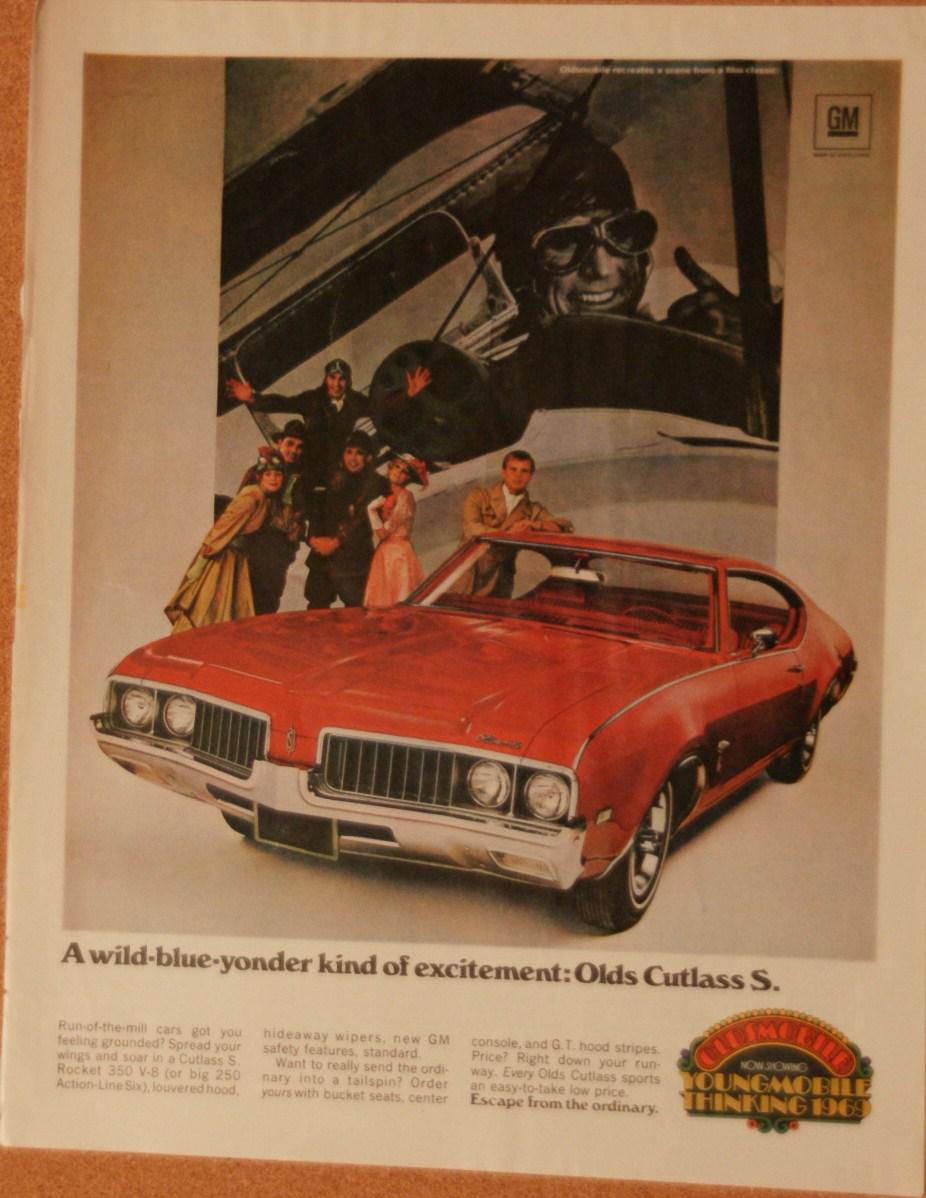 Oldsmobile recreates a scene from a film classic.
GM
A wild-blue-yonder kind of excitement: Olds Cutlass S.
Run-of-the-mill cars got you
feeling grounded? Spread your
wings and soar in a Cutlass S.
Rocket 350 V-8 (or big 250
Action-Line Six), louvered hood,
hideaway wipers, new GM
safety features, standard.
Want to really send the ordi-
nary into a tailspin? Order
yours with bucket seats, center
console, and G.T. hood stripes.
Price? Right down your run-
way. Every Olds Cutlass sports
an easy-to-take low price.
Escape from the ordinary.
OLDSMOBILE
NOW SHOWING
YOUNGMOBILE
THINKING 1969